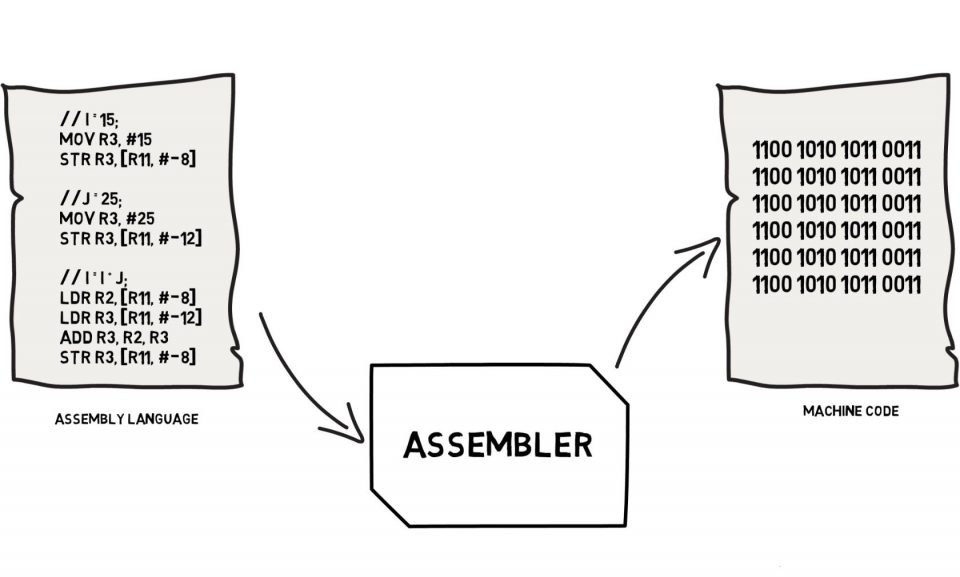 //I = 15;
MOV R3, #15
STR R3, [R11, #-8]
//J = 25;
MOV R3, #25
STR R3, [R11, #-12]
//I = I + J;
LDR R2, [R11, #-8]
LDR R3, [R11, #-12]
ADD R3, R2, R3
STR R3, [R11, #-8]
ASSEMBLY LANGUAGE
ASSEMBLER
1100 1010 1011 0011
1100 1010 1011 0011
1100 1010 1011 0011
1100 1010 1011 0011
1100 1010 1011 0011
1100 1010 1011 0011
MACHINE CODE